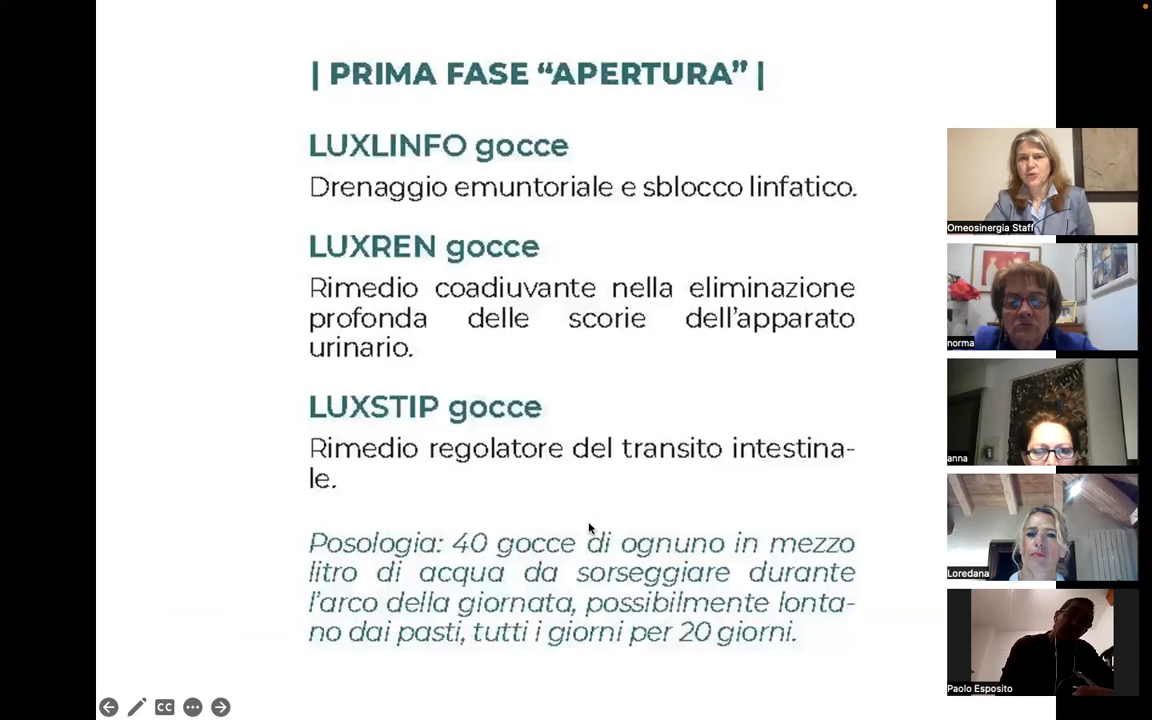 | PRIMA FASE “APERTURA” |
LUXLINFO gocce
Drenaggio emuntoriale e sblocco linfatico.
LUXREN gocce
Rimedio coadiuvante nella eliminazione
profonda delle scorie dell’apparato
urinario.
LUXSTIP gocce
Rimedio regolatore del transito intestina-
le.
Posologia: 40 gocce di ognuno in mezzo
litro di acqua da sorseggiare durante
l’arco della giornata, possibilmente lonta-
no dai pasti, tutti i giorni per 20 giorni.
Omeosinergia Staff
norma
anna
Loredana
Paolo Esposito
CC